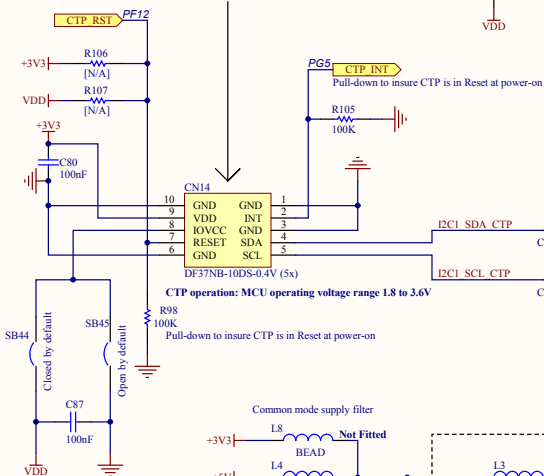 CTP_RST
PF12
VDD
R106
+3V3
[N/A]
R107
VDD
[N/A]
PG5
CTP_INT
Pull-down to insure CTP is in Reset at power-on
R105
100K
+3V3
C80
100nF
CN14
10 GND GND 1
9 VDD INT 2
8 IOVCC GND 3
7 RESET SDA 4
6 GND SCL 5
DF37NB-10DS-0.4V (5x)
I2C1_SDA_CTP
I2C1_SCL_CTP
C
C
CTP operation: MCU operating voltage range 1.8 to 3.6V
R98
100K
Pull-down to insure CTP is in Reset at power-on
SB44
Closed by default
SB45
Open by default
C87
100nF
VDD
Common mode supply filter
L8
+3V3
Not Fitted
BEAD
L4
+5V
L3